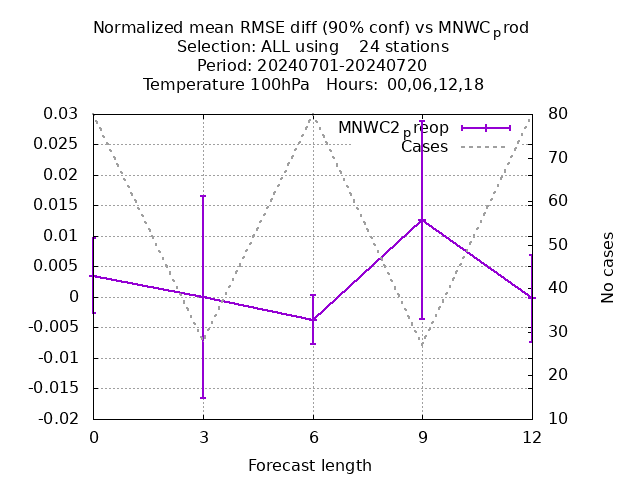 Normalized mean RMSE diff (90% conf) vs MNWCprod
Selection: ALL using    24 stations
Period: 20240701-20240720
Temperature 100hPa   Hours:  00,06,12,18
MNWC2preop
Cases
0.03
0.025
0.02
0.015
0.01
0.005
0
-0.005
-0.01
-0.015
-0.02
80
70
60
50
40
30
20
10
No cases
0 3 6 9 12
Forecast length